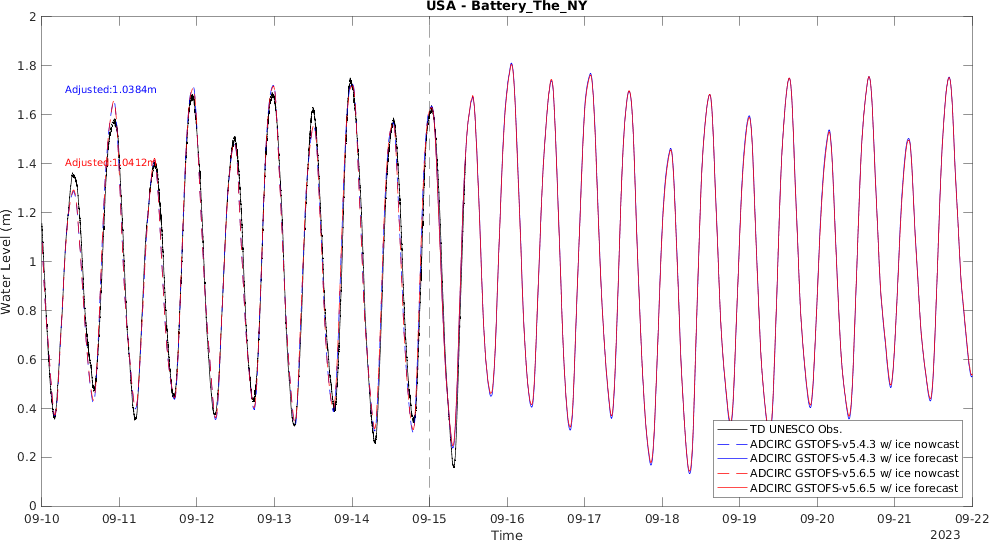 USA - Battery_The_NY
2
1.8
1.6
1.4
1.2
1
0.8
0.6
0.4
0.2
0
Water Level (m)
Adjusted:1.0384m
Adjusted:1.0412m
TD UNESCO Obs.
ADCIRC GSTOFS-v5.4.3 w/ ice nowcast
ADCIRC GSTOFS-v5.4.3 w/ ice forecast
ADCIRC GSTOFS-v5.6.5 w/ ice nowcast
ADCIRC GSTOFS-v5.6.5 w/ ice forecast
09-10 09-11 09-12 09-13 09-14 09-15 09-16 09-17 09-18 09-19 09-20 09-21 09-22
Time
2023